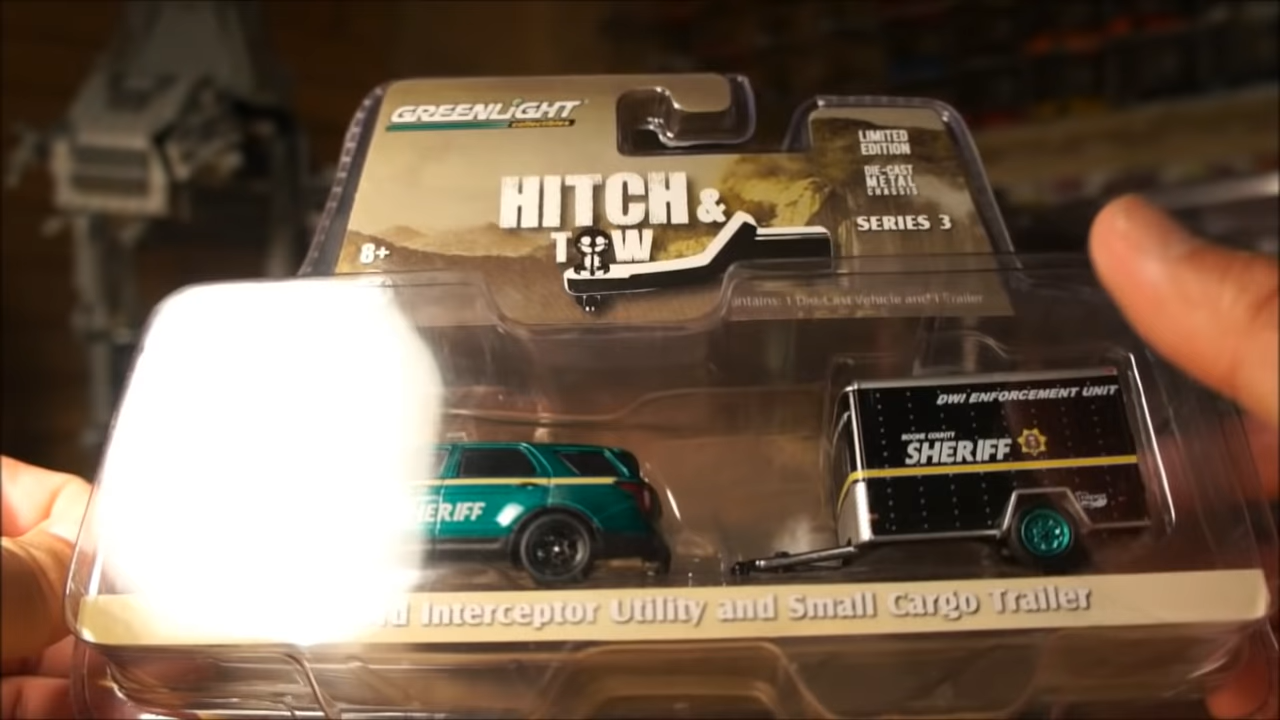 GREENLiGHT
collectibles
LIMITED
EDITION
DIE-CAST
METAL
CHASSIS
SERIES 3
HITCH &
TOW
8+
1 Die-Cast Vehicle and 1 Trailer
DWI ENFORCEMENT UNIT
BOONE COUNTY
SHERIFF
Interceptor Utility and Small Cargo Trailer